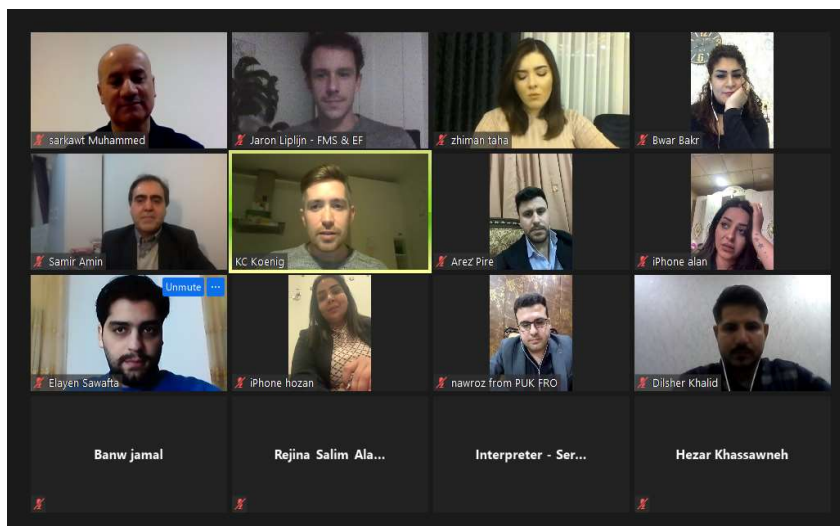 sarkawt Muhammed
Jaron Liplijn - FMS & EF
zhiman taha
Bwar Bakr
Samir Amin
KC Koenig
Arez Pire
iPhone alan
Unmute ...
Elayen Sawafta
iPhone hozan
nawroz from PUK FRO
Dilsher Khalid
Banw jamal
Rejina Salim Ala...
Interpreter - Ser...
Hezar Khassawneh